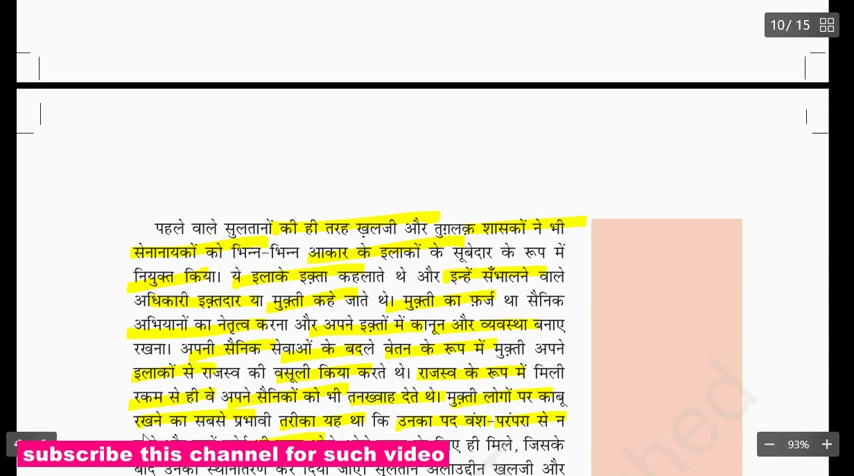 10 / 15
पहले वाले सुलतानों की ही तरह ख़लजी और तुग़लक़ शासकों ने भी
सेनानायकों को भिन्न-भिन्न आकार के इलाकों के सूबेदार के रूप में
नियुक्त किया। ये इलाके इक़्ता कहलाते थे और इन्हें सँभालने वाले
अधिकारी इक़्तदार या मुक़्ती कहे जाते थे। मुक़्ती का फ़र्ज था सैनिक
अभियानों का नेतृत्व करना और अपने इक़्तों में कानून और व्यवस्था बनाए
रखना। अपनी सैनिक सेवाओं के बदले वेतन के रूप में मुक़्ती अपने
इलाकों से राजस्व की वसूली किया करते थे। राजस्व के रूप में मिली
रकम से ही वे अपने सैनिकों को भी तनख्वाह देते थे। मुक़्ती लोगों पर काबू
रखने का सबसे प्रभावी तरीका यह था कि उनका पद वंश-परंपरा से न
ही मिले, जिसके
बाद उनका स्थानांतरण कर दिया जाए। सुलतान अलाउद्दीन ख़लजी और
shed
93%
subscribe this channel for such video